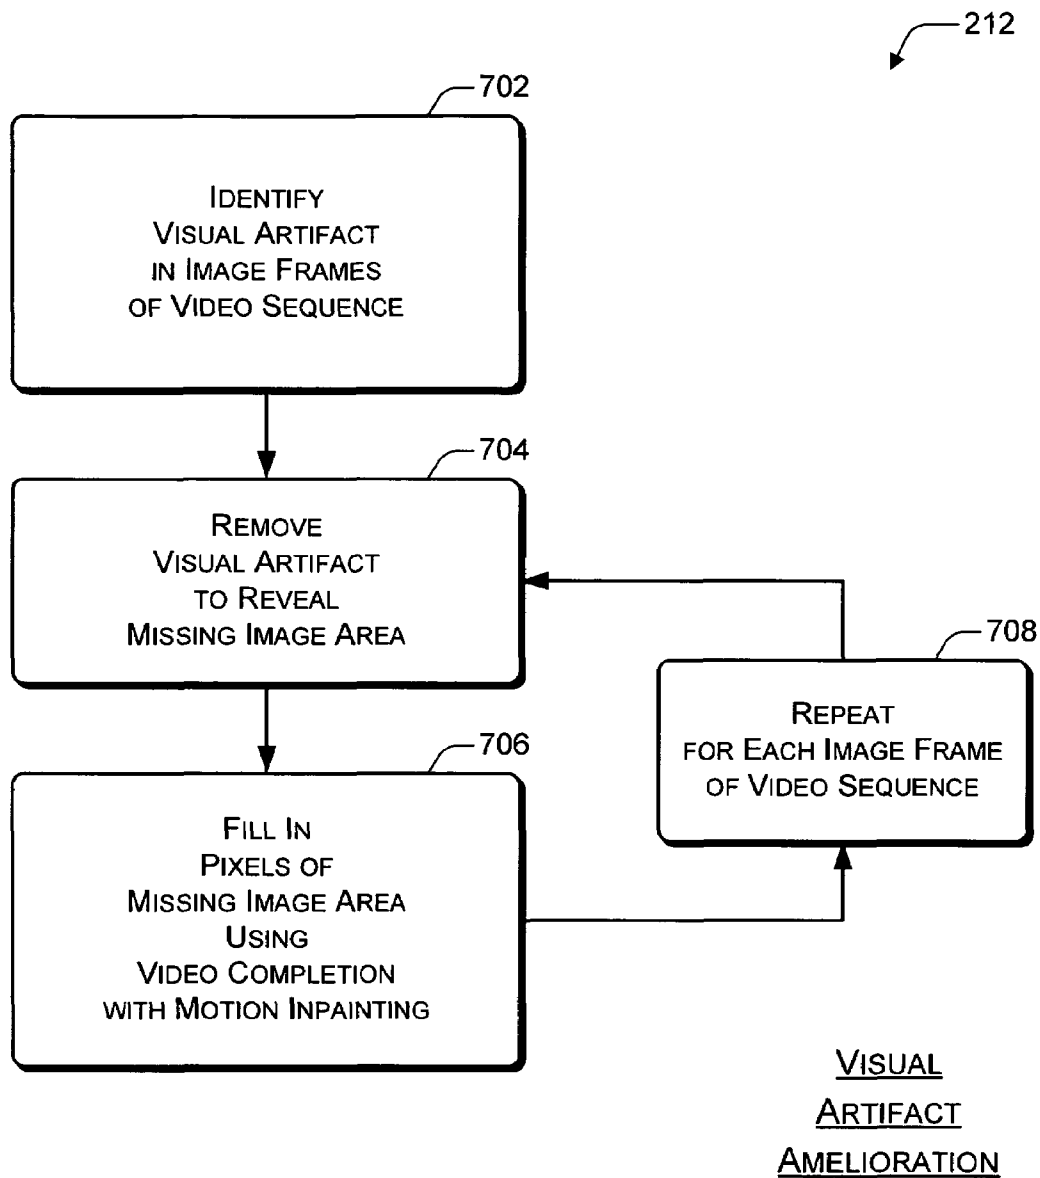 212
702
IDENTIFY
VISUAL ARTIFACT
IN IMAGE FRAMES
OF VIDEO SEQUENCE
704
REMOVE
VISUAL ARTIFACT
TO REVEAL
MISSING IMAGE AREA
708
REPEAT
FOR EACH IMAGE FRAME
OF VIDEO SEQUENCE
706
FILL IN
PIXELS OF
MISSING IMAGE AREA
USING
VIDEO COMPLETION
WITH MOTION INPAINTING
VISUAL
ARTIFACT
AMELIORATION